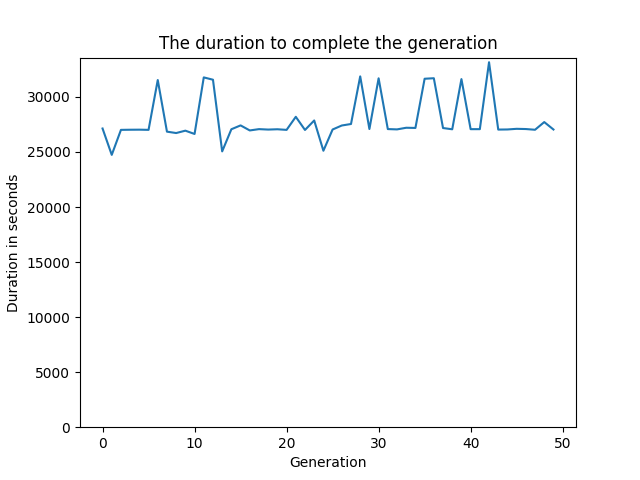 The duration to complete the generation
30000
25000
20000
15000
10000
5000
0
Duration in seconds
0 10 20 30 40 50
Generation